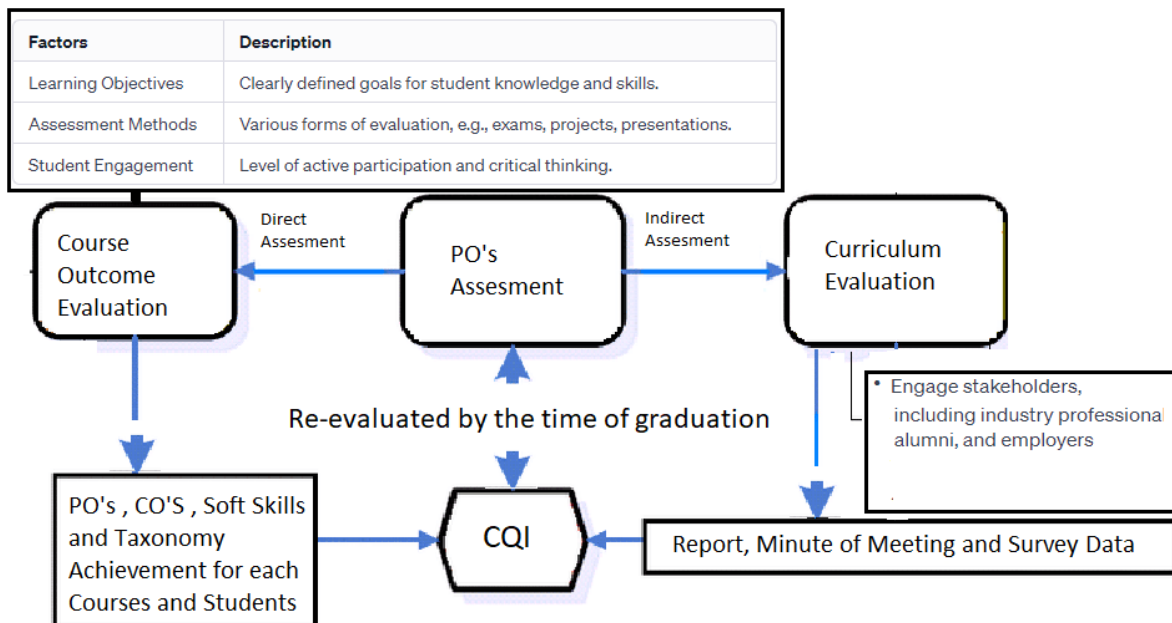 Factors Description
Learning Objectives Clearly defined goals for student knowledge and skills.
Assessment Methods Various forms of evaluation, e.g., exams, projects, presentations.
Student Engagement Level of active participation and critical thinking.
Course
Outcome
Evaluation
Direct
Assesment
PO's
Assesment
Indirect
Assesment
Curriculum
Evaluation
• Engage stakeholders,
including industry professional
alumni, and employers
.
Re-evaluated by the time of graduation
PO's , CO'S , Soft Skills
and Taxonomy
Achievement for each
Courses and Students
CQI
Report, Minute of Meeting and Survey Data